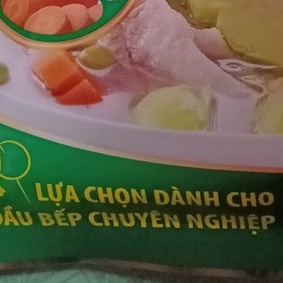 LỰA CHỌN DÀNH CHO
ĐẦU BẾP CHUYÊN NGHIỆP